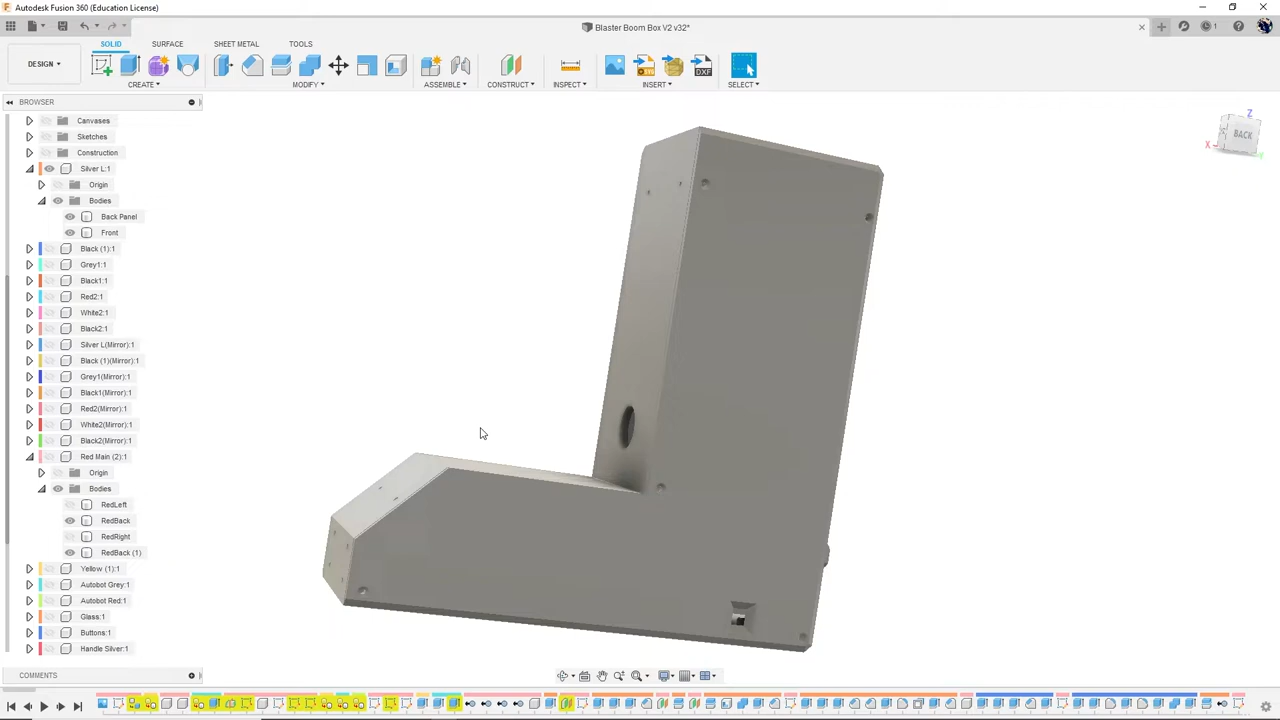 Autodesk Fusion 360 (Education License)
Blaster Boom Box V2 v32*
1
SOLID SURFACE SHEET METAL TOOLS
DESIGN
CREATE MODIFY ASSEMBLE CONSTRUCT INSPECT INSERT SELECT
BROWSER
Canvases
Sketches
Construction
Silver L:1
Origin
Bodies
Back Panel
Front
Black (1):1
Grey1:1
Black1:1
Red2:1
White2:1
Black2:1
Silver L(Mirror):1
Black (1)(Mirror):1
Grey1(Mirror):1
Black1(Mirror):1
Red2(Mirror):1
White2(Mirror):1
Black2(Mirror):1
Red Main (2):1
Origin
Bodies
RedLeft
RedBack
RedRight
RedBack (1)
Yellow (1):1
Autobot Grey:1
Autobot Red:1
Glass:1
Buttons:1
Handle Silver:1
COMMENTS
Z
BACK
X
Y